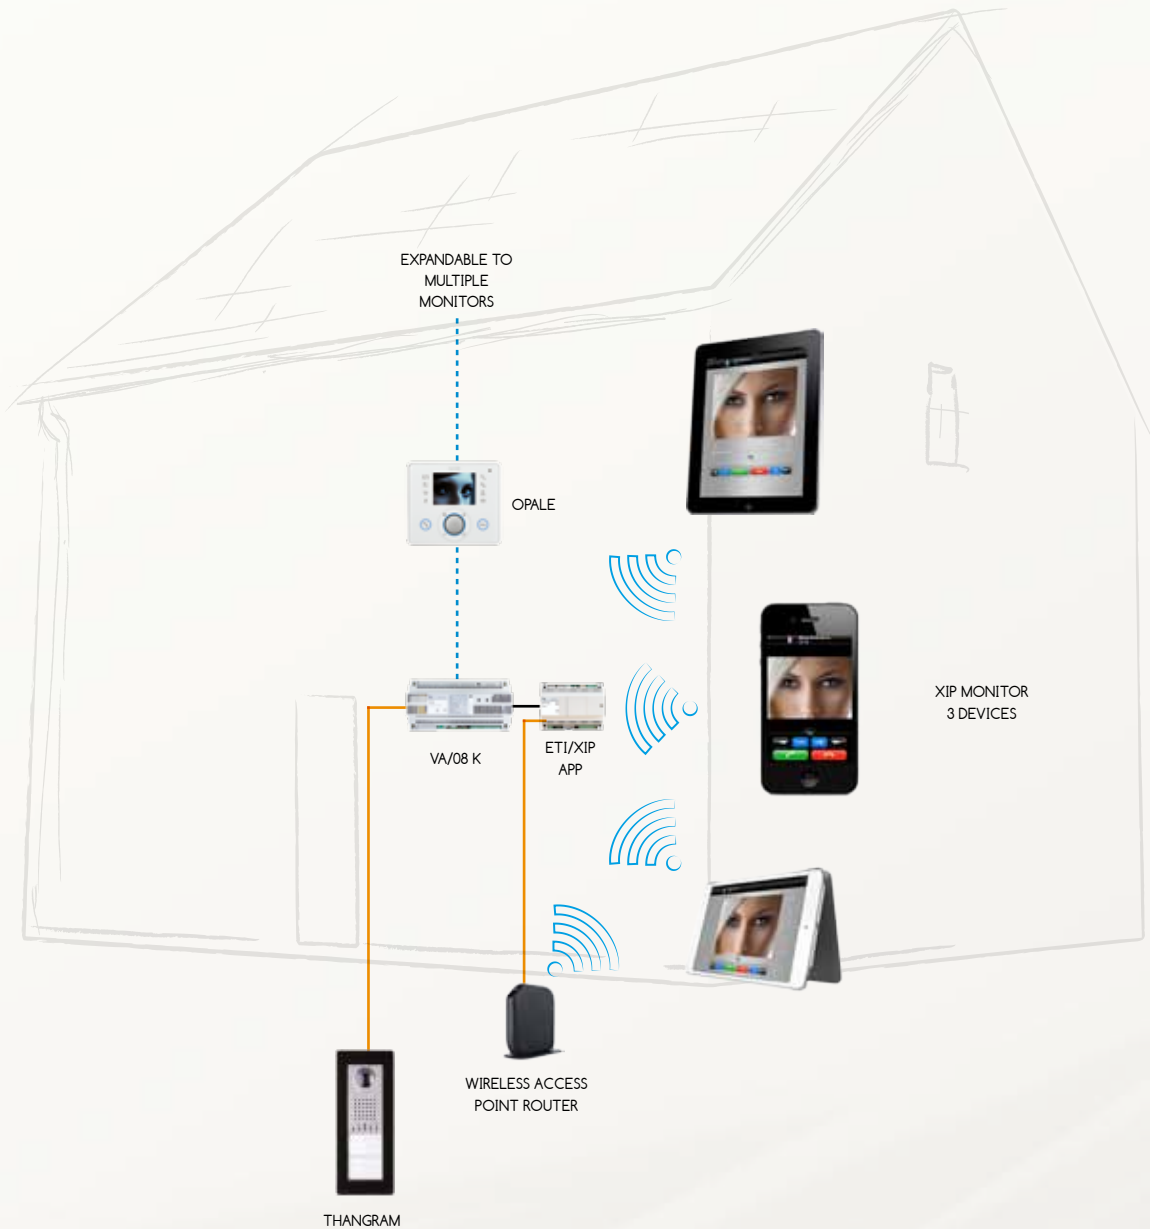 EXPANDABLE TO
MULTIPLE
MONITORS
OPALE
VA/08 K
ETI/XIP
APP
XIP MONITOR
3 DEVICES
WIRELESS ACCESS
POINT ROUTER
THANGRAM